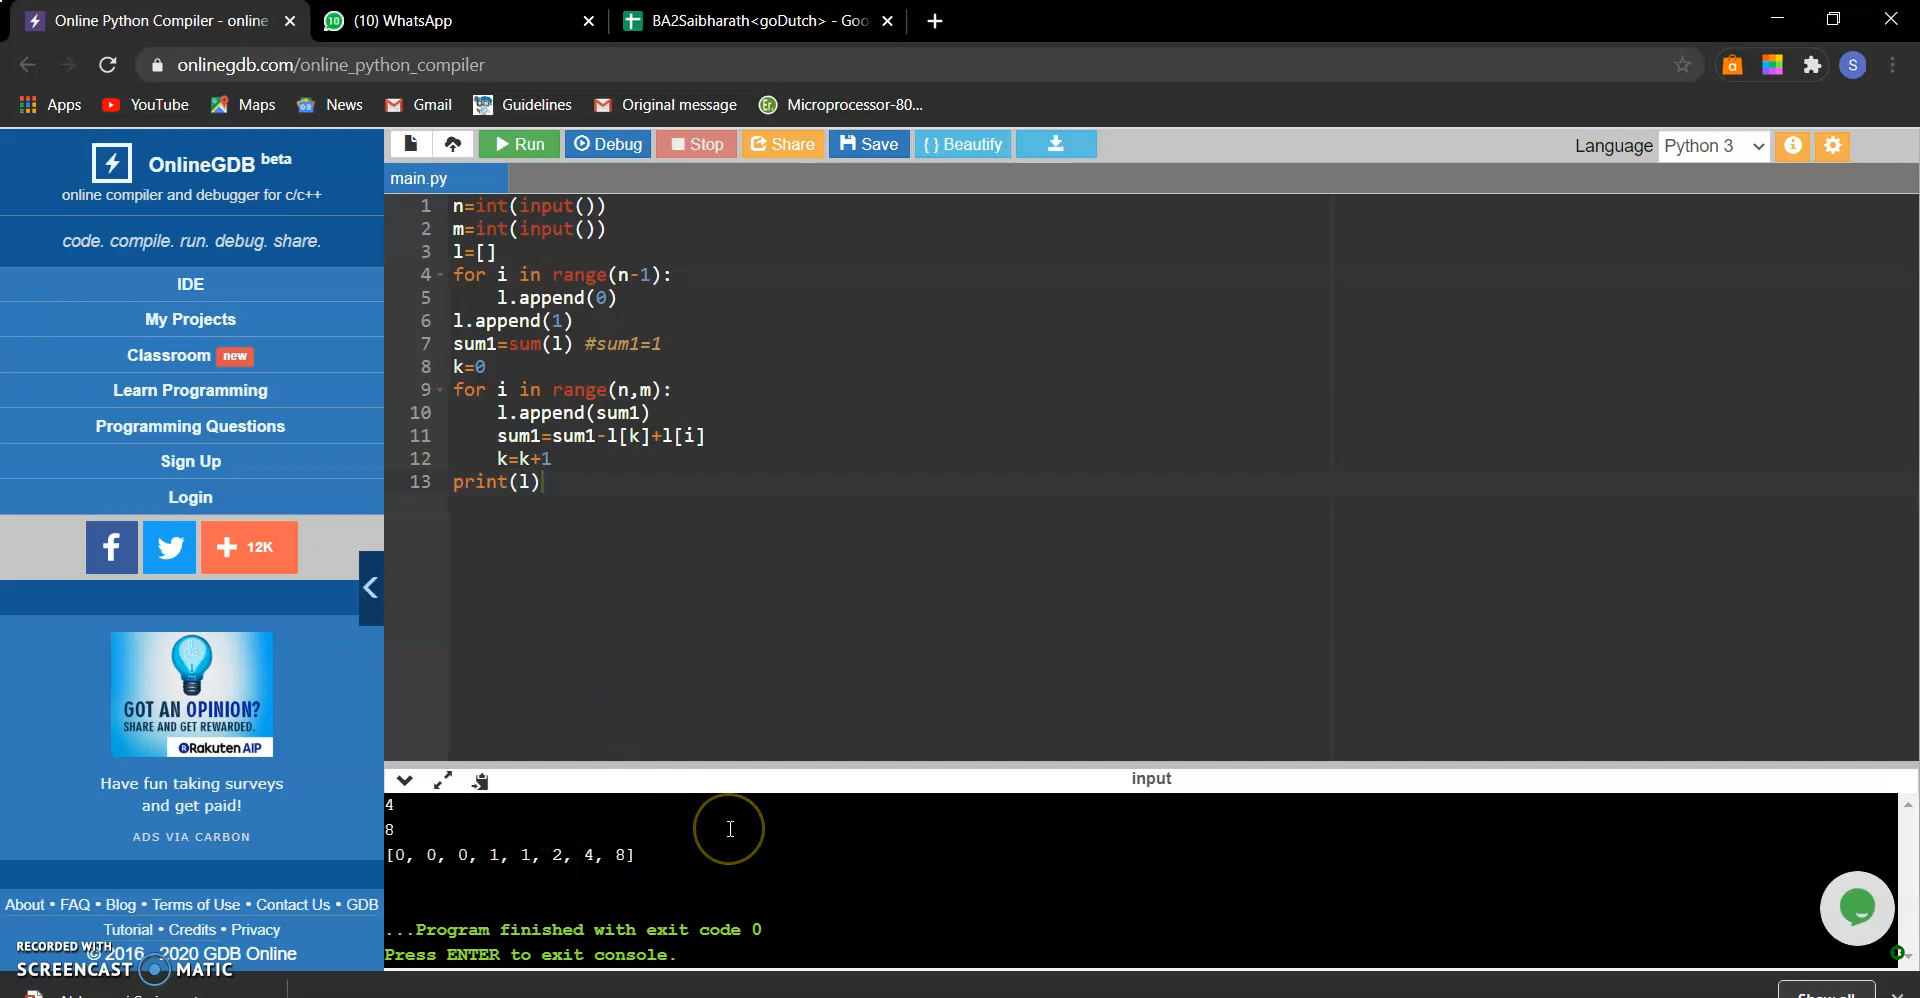 Online Python Compiler - online
(10) WhatsApp
BA2Saibharath<goDutch> - Goo
onlinegdb.com/online_python_compiler
S
Apps
YouTube
Maps
News
Gmail
Guidelines
Original message
Microprocessor-80...
OnlineGDB beta
online compiler and debugger for c/c++
code. compile. run. debug. share.
IDE
My Projects
Classroom new
Learn Programming
Programming Questions
Sign Up
Login
12K
GOT AN OPINION?
SHARE AND GET REWARDED.
Rakuten AIP
Have fun taking surveys
and get paid!
ADS VIA CARBON
About • FAQ • Blog • Terms of Use • Contact Us • GDB
Tutorial • Credits • Privacy
© 2016 - 2020 GDB Online
RECORDED WITH
SCREENCAST MATIC
Run
Debug
Stop
Share
Save
{ } Beautify
Language
Python 3
main.py
1 n=int(input())
2 m=int(input())
3 l=[]
4 for i in range(n-1):
5 l.append(0)
6 l.append(1)
7 sum1=sum(l) #sum1=1
8 k=0
9 for i in range(n,m):
10 l.append(sum1)
11 sum1=sum1-l[k]+l[i]
12 k=k+1
13 print(l)
input
4
8
[0, 0, 0, 1, 1, 2, 4, 8]
...Program finished with exit code 0
Press ENTER to exit console.
Show all